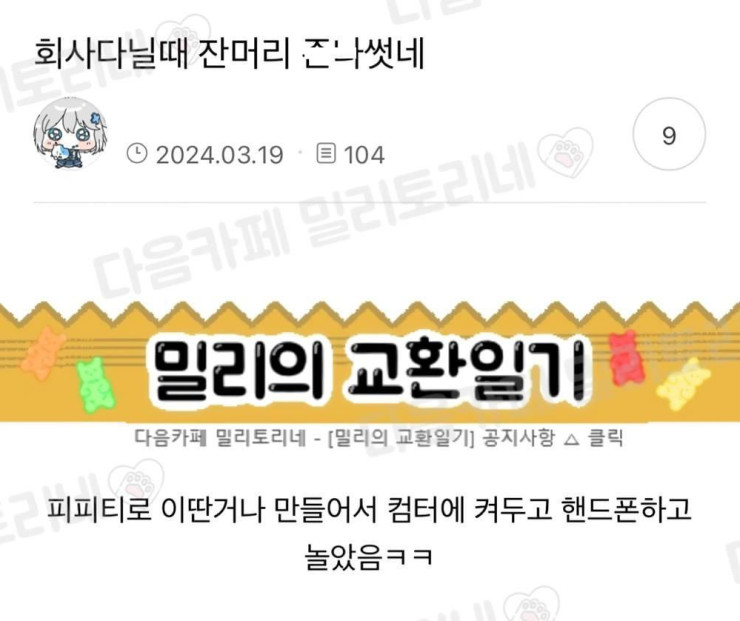 회사다닐때 잔머리 존나썻네
2024.03.19 · 104
9
다음카페 밀리토리네
밀리의 교환일기
다음카페 밀리토리네 - [밀리의 교환일기] 공지사항 △ 클릭
피피티로 이딴거나 만들어서 컴터에 켜두고 핸드폰하고
놀았음ㅋㅋ